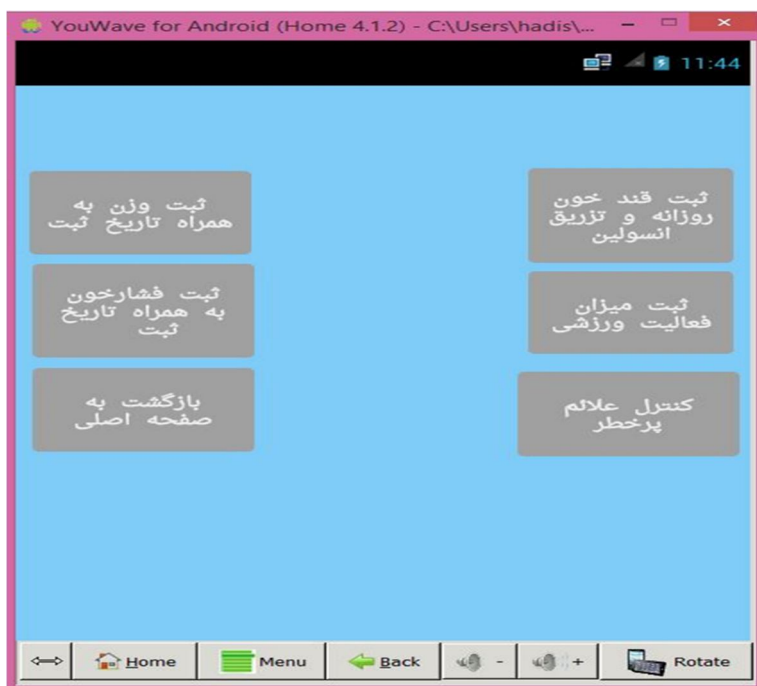 YouWave for Android (Home 4.1.2) - C:\Users\hadis\...
11:44
ثبت قند خون
روزانه و تزریق
انسولین
ثبت وزن به
همراه تاریخ ثبت
ثبت میزان
فعالیت ورزشی
ثبت فشارخون
به همراه تاریخ
ثبت
کنترل علائم
پرخطر
بازگشت به
صفحه اصلی
Home Menu Back - + Rotate